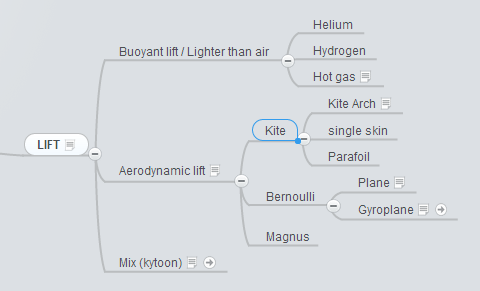 LIFT
Buoyant lift / Lighter than air
Helium
Hydrogen
Hot gas
Aerodynamic lift
Kite
Kite Arch
single skin
Parafoil
Bernoulli
Plane
Gyroplane
Magnus
Mix (kytoon)